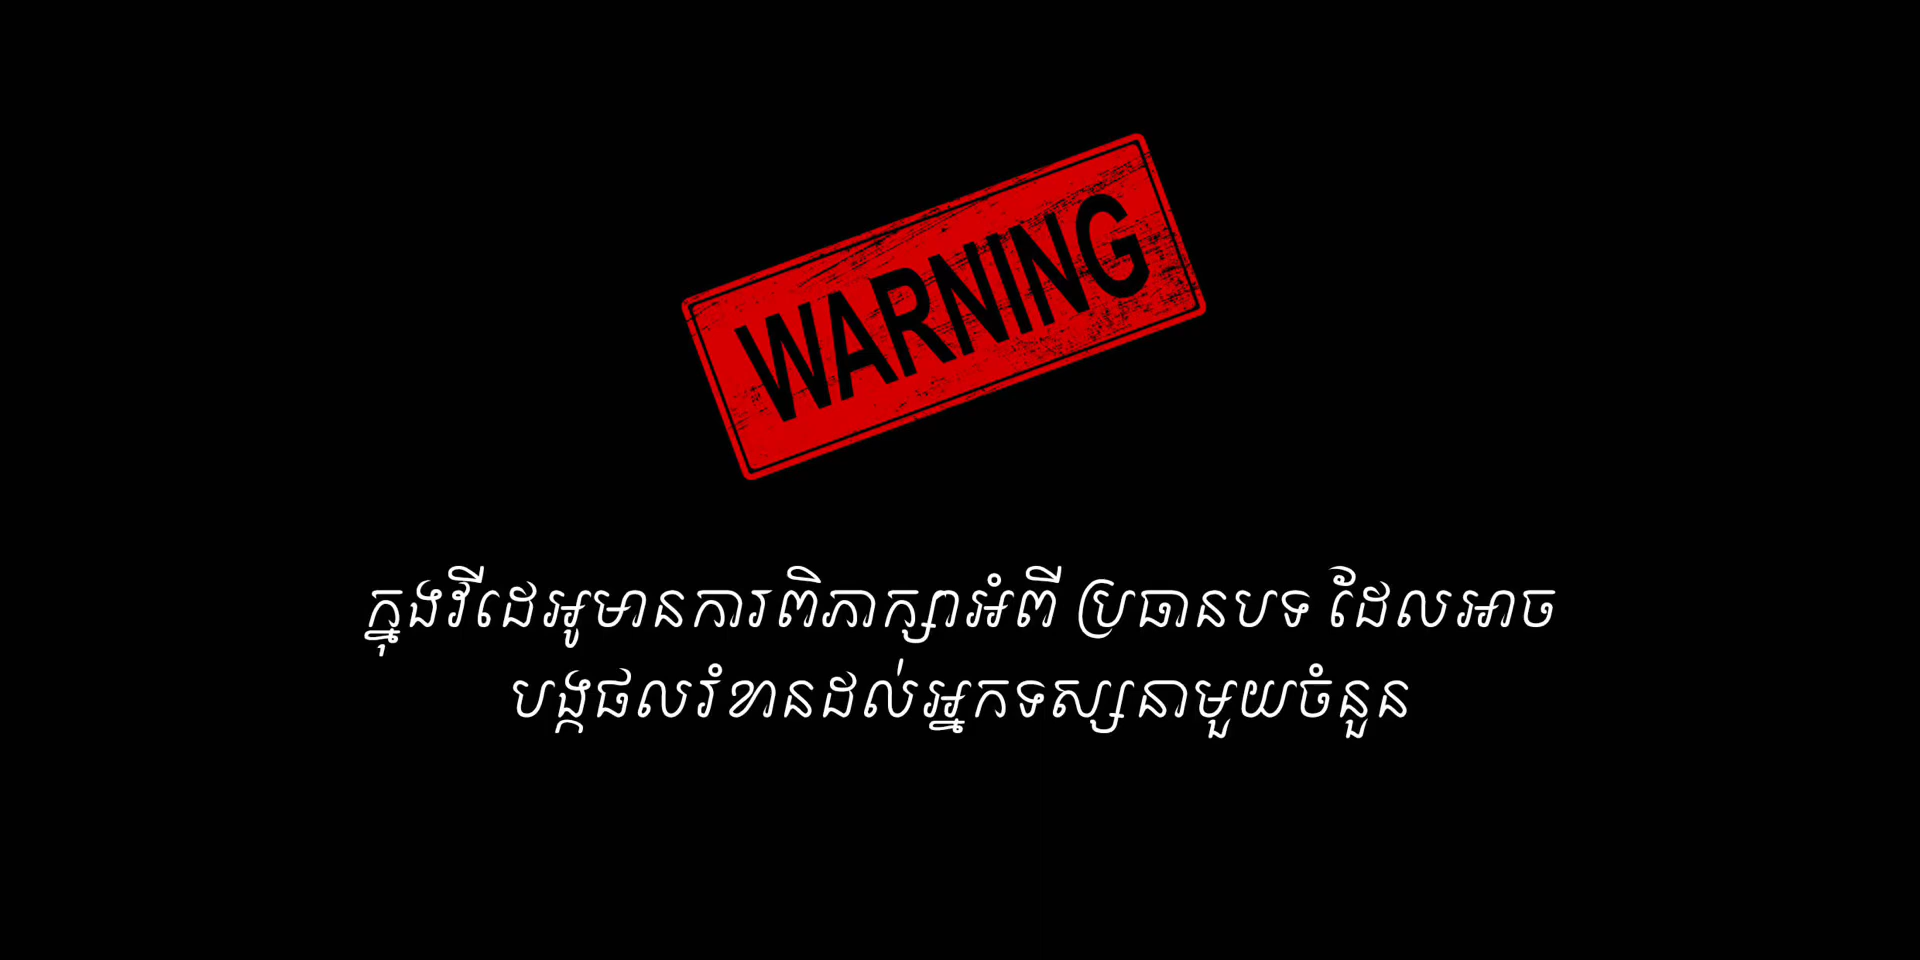 WARNING
ក្នុងវីដេអូមានការពិភាក្សាអំពី ប្រធានបទ ដែលអាច
បង្កផលរំខានដល់អ្នកទស្សនាមួយចំនួន